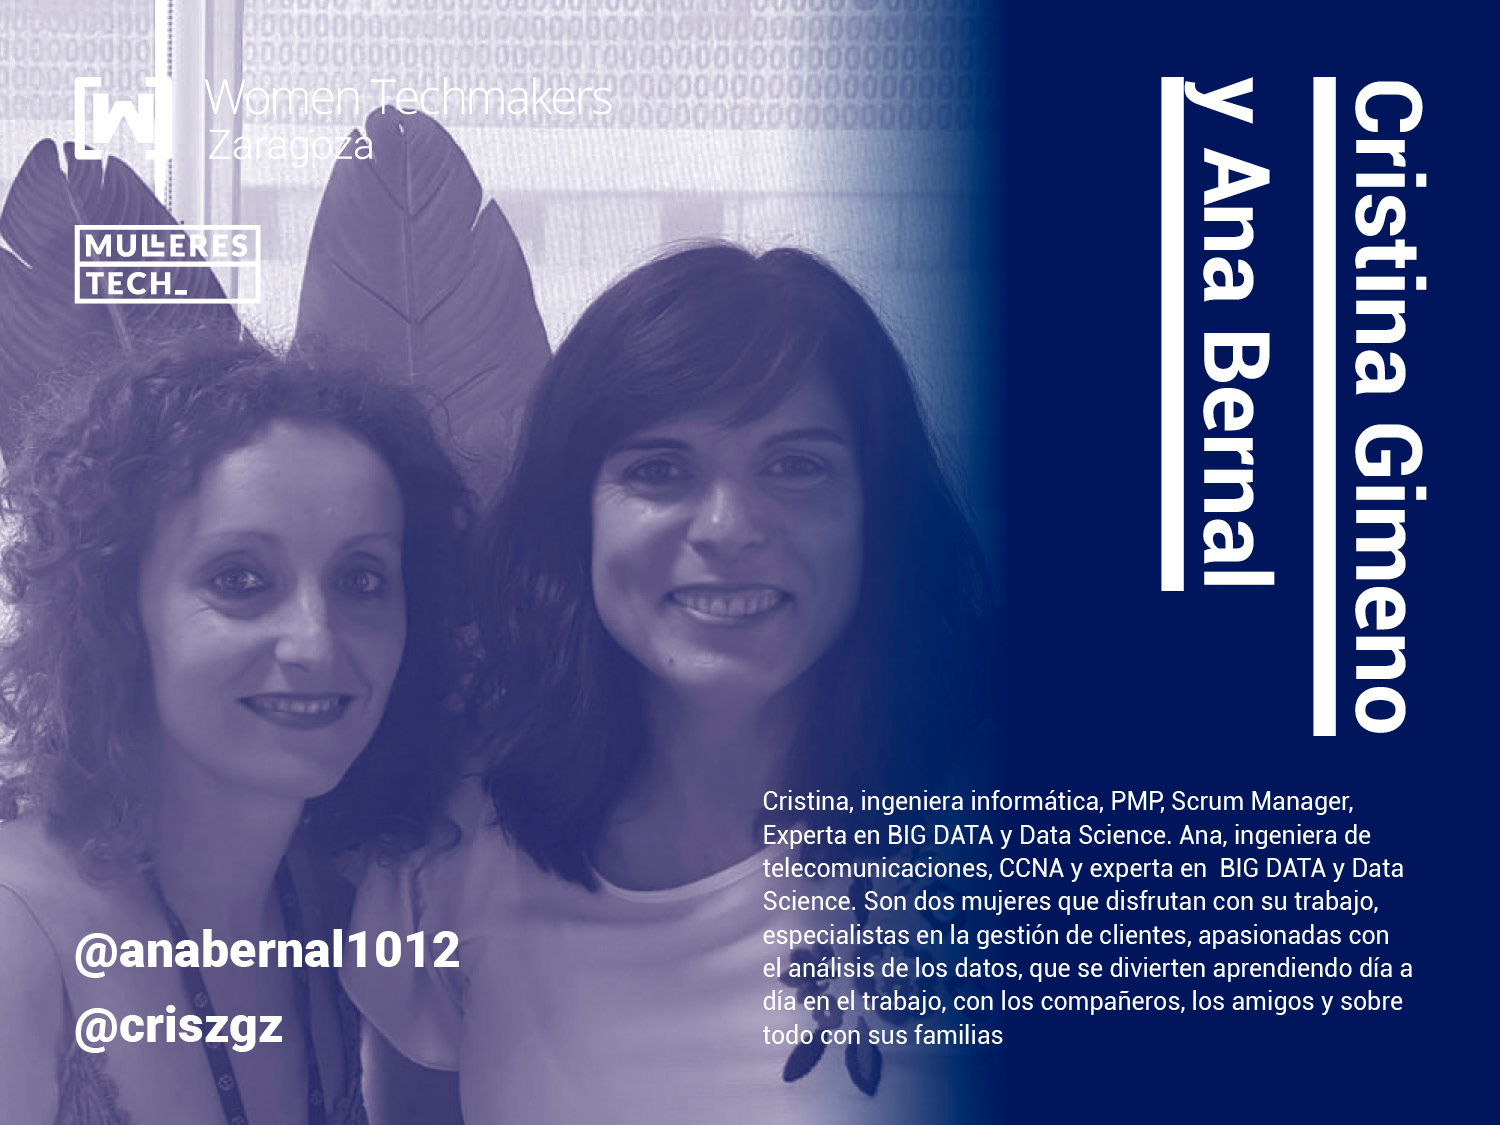 Women Techmakers
Zaragoza
MUJERES
TECH_
Cristina Gimeno
y Ana Bernal
Cristina, ingeniera informática, PMP, Scrum Manager,
Experta en BIG DATA y Data Science. Ana, ingeniera de
telecomunicaciones, CCNA y experta en BIG DATA y Data
Science. Son dos mujeres que disfrutan con su trabajo,
especialistas en la gestión de clientes, apasionadas con
el análisis de los datos, que se divierten aprendiendo día a
día en el trabajo, con los compañeros, los amigos y sobre
todo con sus familias
@anabernal1012
@criszgz